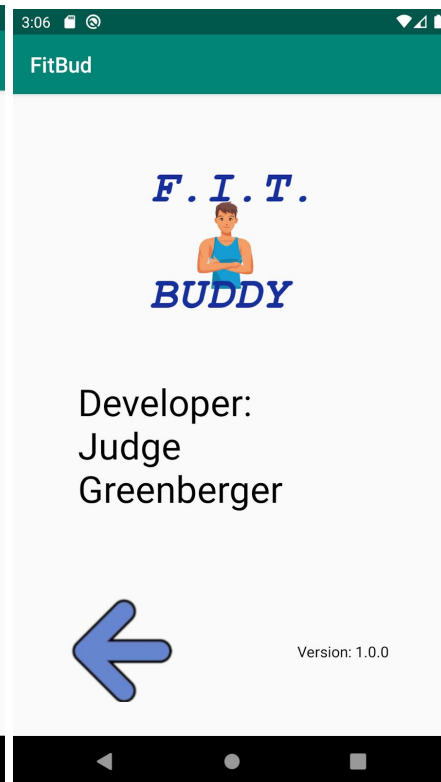 3:06
FitBud
F.I.T.
BUDDY
Developer:
Judge
Greenberger
Version: 1.0.0